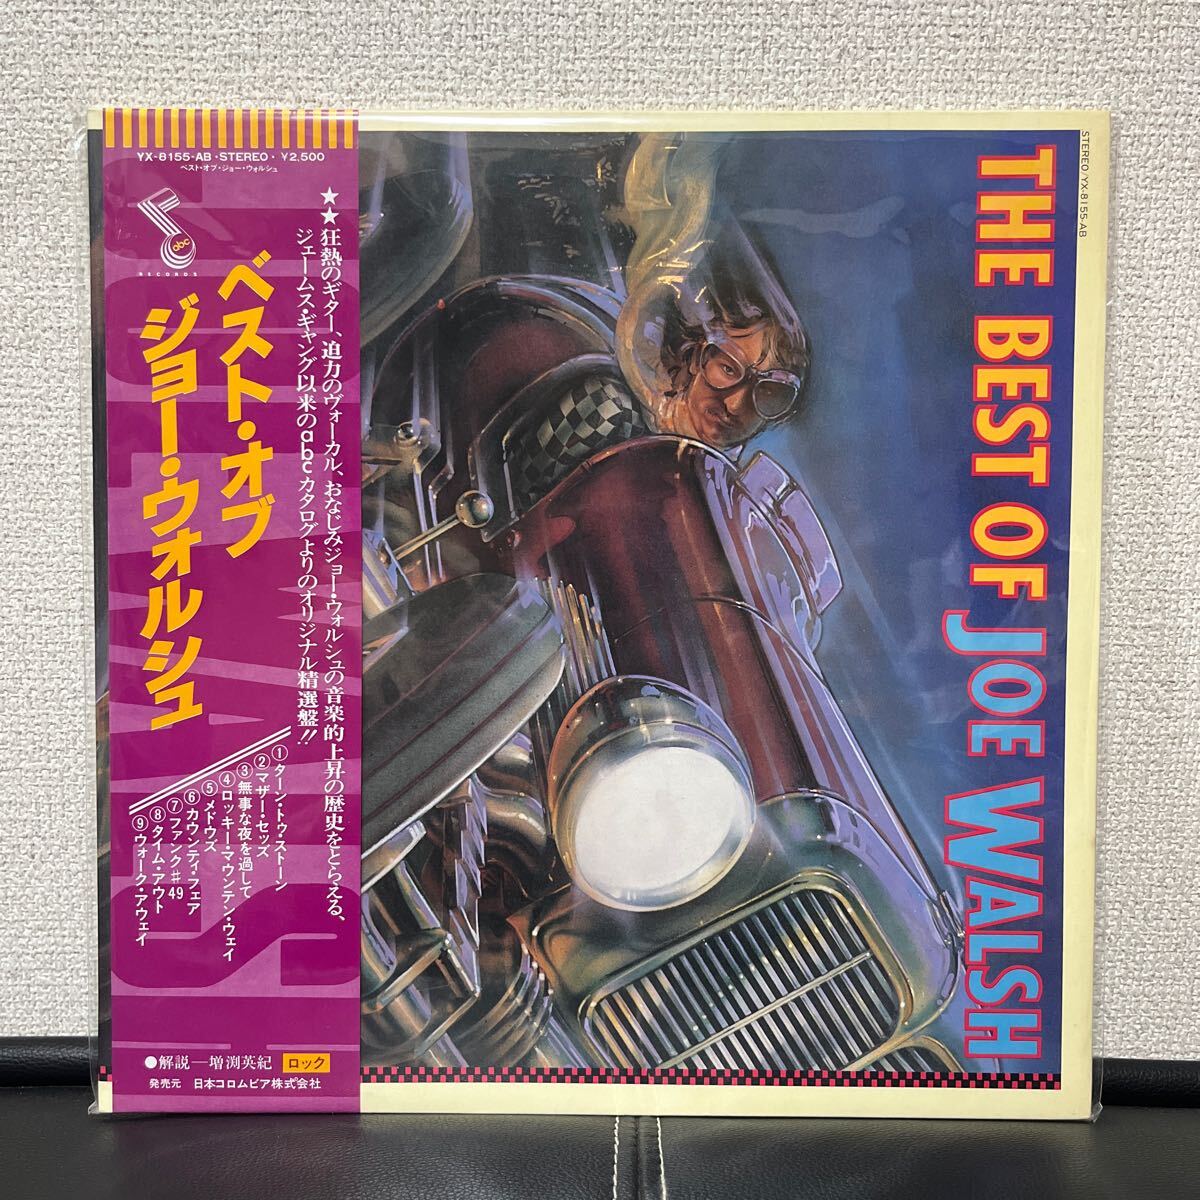 YX-8155-AB・STEREO・¥2,500
ベスト・オブ・ジョー・ウォルシュ
abc
RECORDS
ベスト・オブ
ジョー・ウォルシュ
★★狂熱のギター、迫力のヴォーカル、おなじみジョー・ウォルシュの音楽的上昇の歴史をとらえる、
ジェームス・ギャング以来のabcカタログよりのオリジナル精選盤!!
①ターン・トゥ・ストーン
②マザー・セッズ
③無事な夜を過して
④ロッキー・マウンテン・ウェイ
⑤メドウズ
⑥カウンティ・フェア
⑦ファンク♯49
⑧タイム・アウト
⑨ウォーク・アウェイ
●解説—増渕英紀
ロック
発売元 日本コロムビア株式会社
STEREO/YX-8155-AB
THE BEST OF JOE WALSH